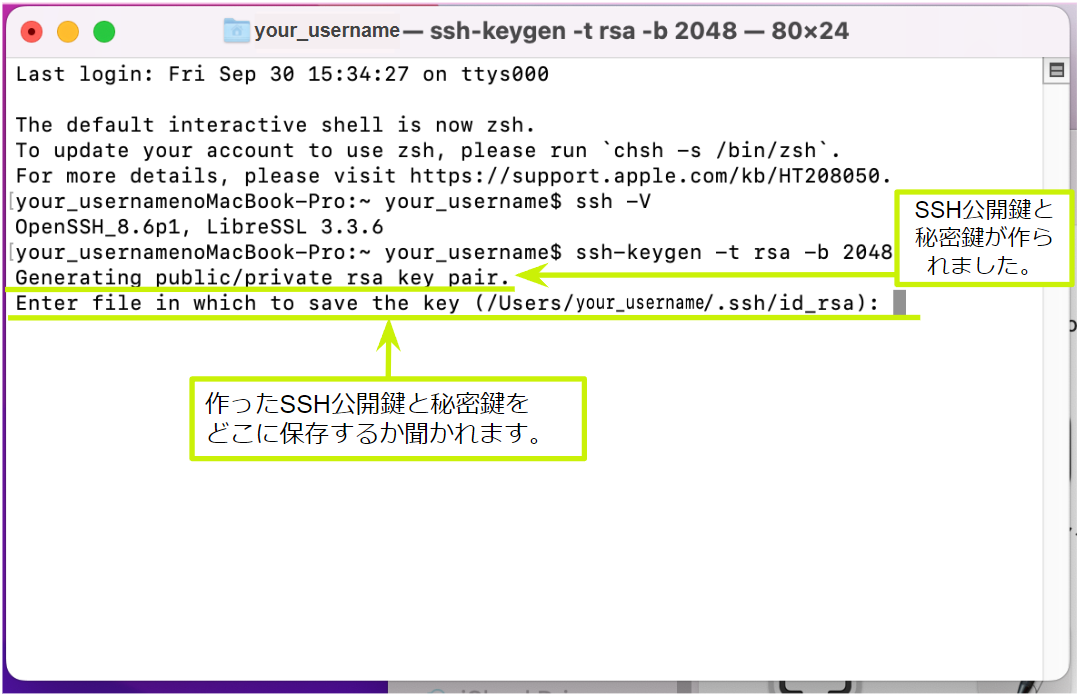 your_username — ssh-keygen -t rsa -b 2048 — 80×24
Last login: Fri Sep 30 15:34:27 on ttys000
The default interactive shell is now zsh.
To update your account to use zsh, please run `chsh -s /bin/zsh`.
For more details, please visit https://support.apple.com/kb/HT208050.
[your_usernamenoMacBook-Pro:~ your_username$ ssh -V
OpenSSH_8.6p1, LibreSSL 3.3.6
[your_usernamenoMacBook-Pro:~ your_username$ ssh-keygen -t rsa -b 2048
Generating public/private rsa key pair.
Enter file in which to save the key (/Users/your_username/.ssh/id_rsa):
SSH公開鍵と
秘密鍵が作ら
れました。
作ったSSH公開鍵と秘密鍵を
どこに保存するか聞かれます。